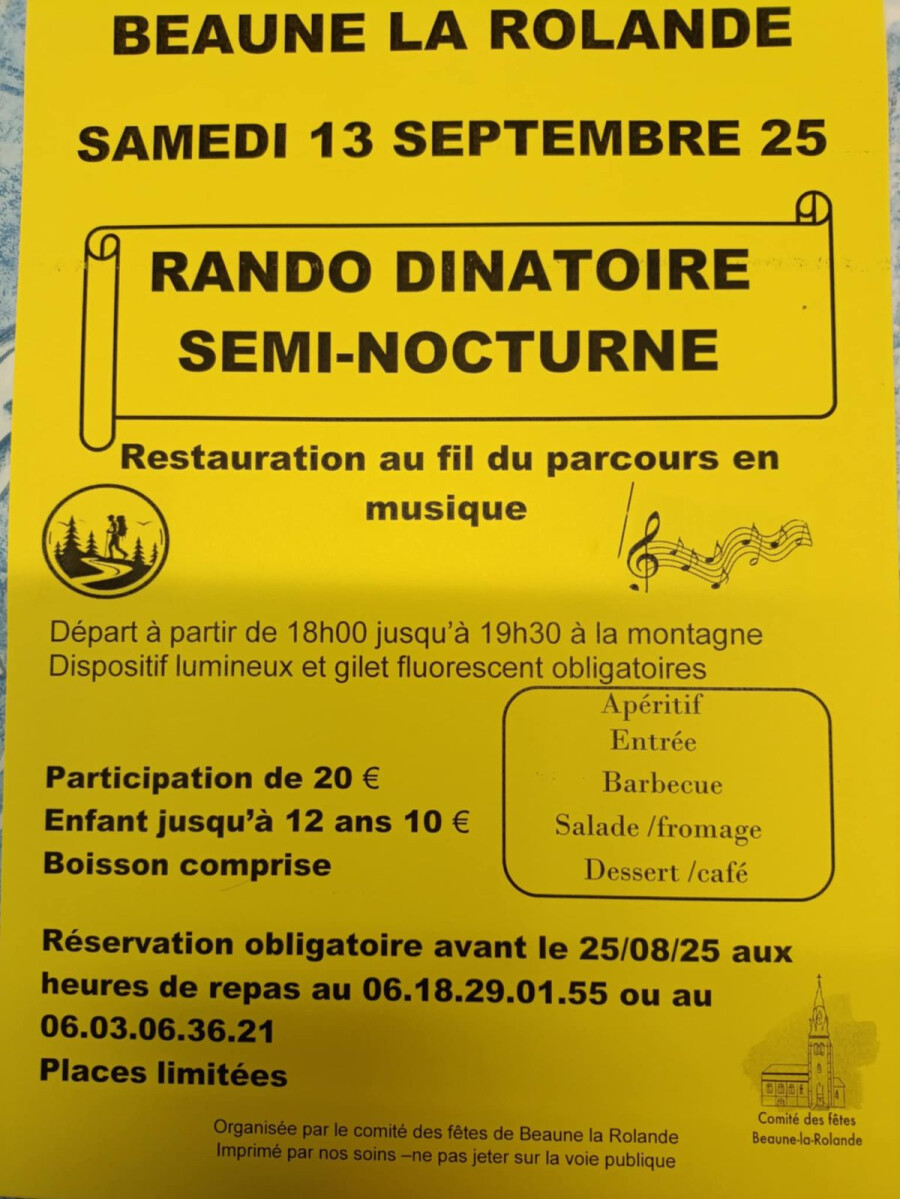 BEAUNE LA ROLANDE
SAMEDI 13 SEPTEMBRE 25
RANDO DINATOIRE
SEMI-NOCTURNE
Restauration au fil du parcours en
musique
Départ à partir de 18h00 jusqu'à 19h30 à la montagne
Dispositif lumineux et gilet fluorescent obligatoires
Apéritif
Entrée
Barbecue
Salade /fromage
Dessert /café
Participation de 20 €
Enfant jusqu'à 12 ans 10 €
Boisson comprise
Réservation obligatoire avant le 25/08/25 aux
heures de repas au 06.18.29.01.55 ou au
06.03.06.36.21
Places limitées
Comité des fêtes
Beaune-la-Rolande
Organisée par le comité des fêtes de Beaune la Rolande
Imprimé par nos soins –ne pas jeter sur la voie publique